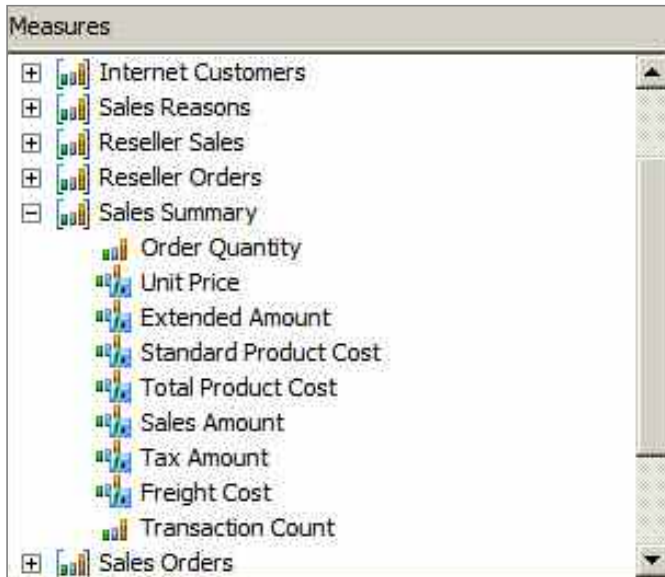 Measures
Internet Customers
Sales Reasons
Reseller Sales
Reseller Orders
Sales Summary
Order Quantity
Unit Price
Extended Amount
Standard Product Cost
Total Product Cost
Sales Amount
Tax Amount
Freight Cost
Transaction Count
Sales Orders